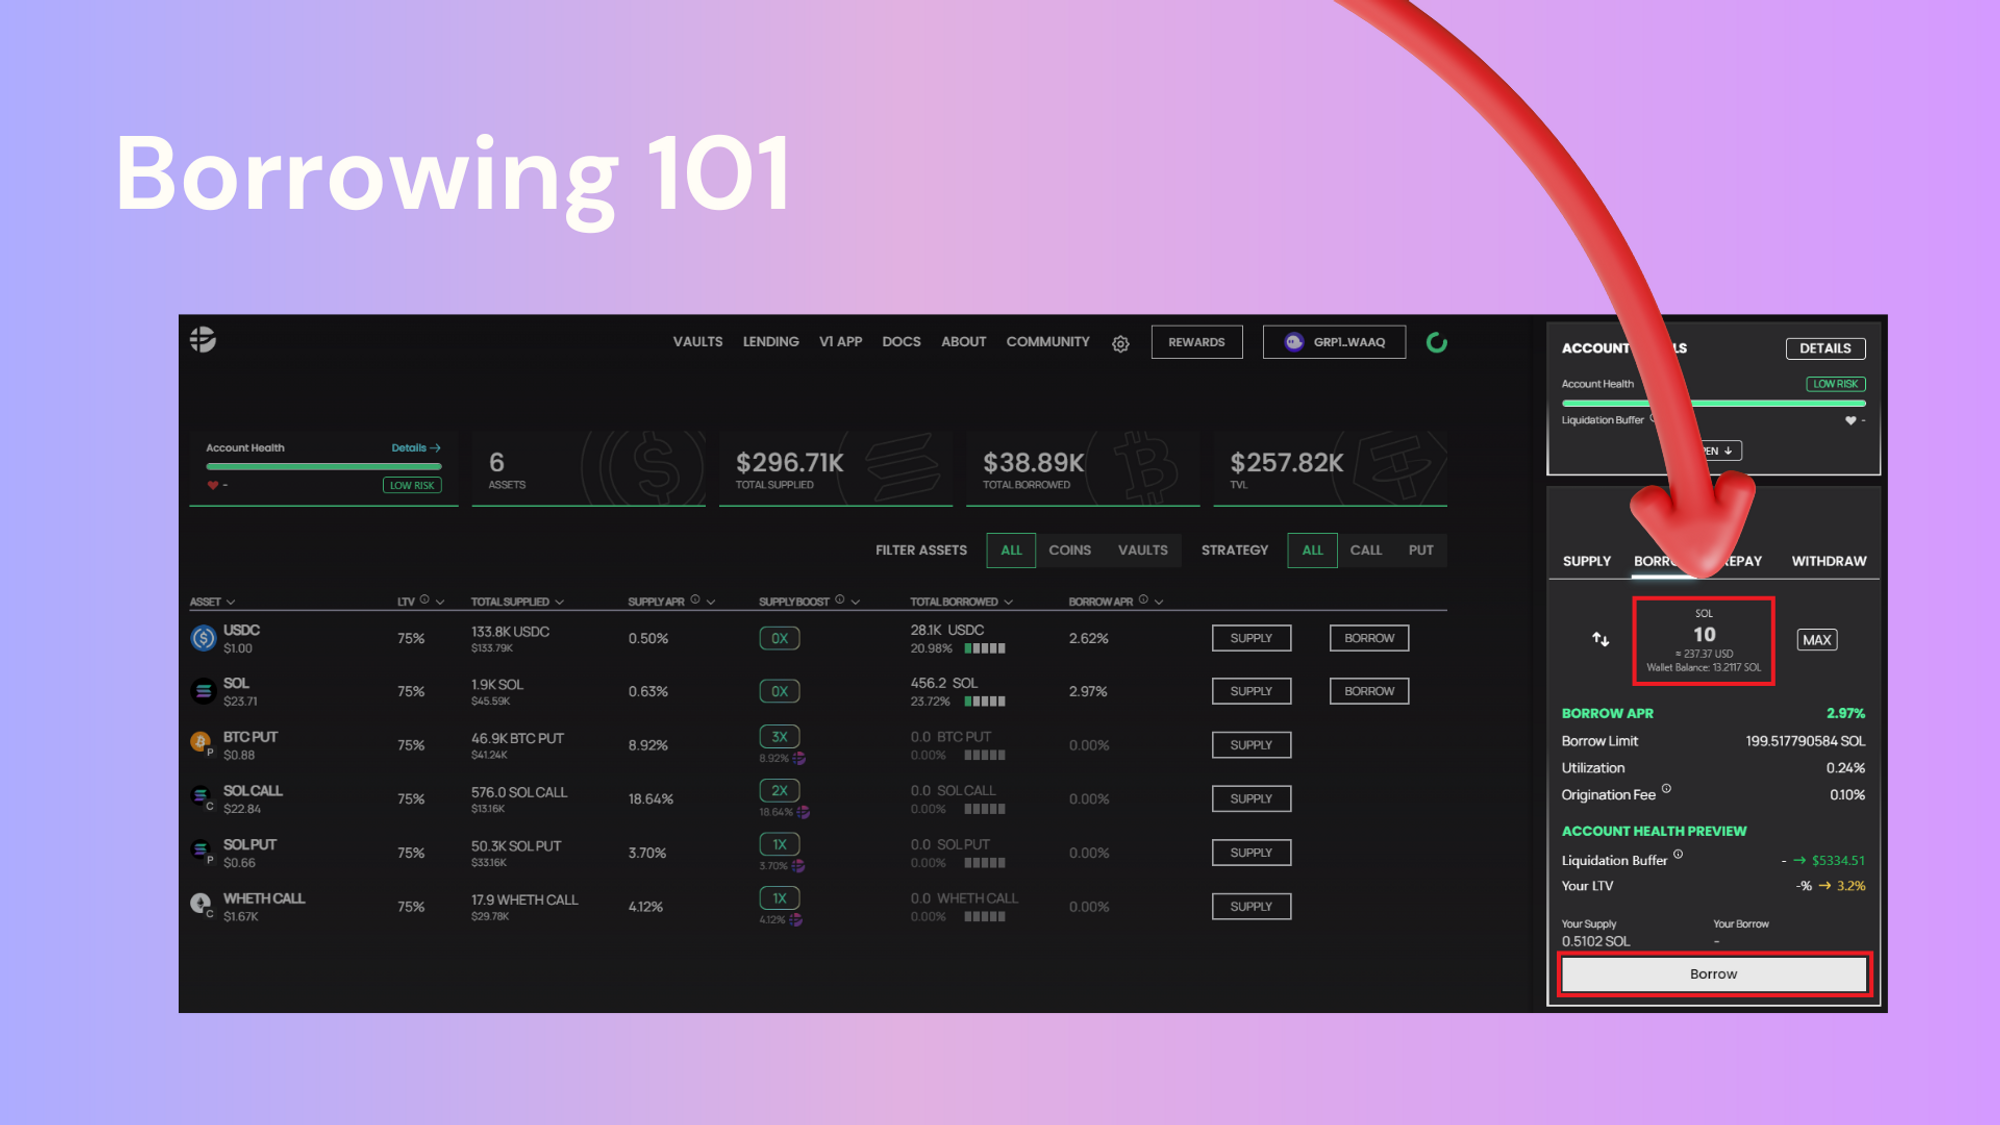 Borrowing 101
VAULTS LENDING V1 APP DOCS ABOUT COMMUNITY REWARDS GRP1..WAAQ
Account Health Details →
LOW RISK
-
6
ASSETS
$296.71K
TOTAL SUPPLIED
$38.89K
TOTAL BORROWED
$257.82K
TVL
FILTER ASSETS ALL COINS VAULTS STRATEGY ALL CALL PUT
ASSET LTV TOTAL SUPPLIED SUPPLY APR SUPPLY BOOST TOTAL BORROWED BORROW APR
USDC 75% 133.8K USDC 0.50% 0X 28.1K USDC 2.62% SUPPLY BORROW
$1.00 $133.79K 20.98%
SOL 75% 1.9K SOL 0.63% 0X 456.2 SOL 2.97% SUPPLY BORROW
$23.71 $45.59K 23.72%
BTC PUT 75% 46.9K BTC PUT 8.92% 3X 0.0 BTC PUT 0.00% SUPPLY
P $0.88 $41.24K 8.92% 0.00%
SOL CALL 75% 576.0 SOL CALL 18.64% 2X 0.0 SOL CALL 0.00% SUPPLY
C $22.84 $13.16K 18.64% 0.00%
SOL PUT 75% 50.3K SOL PUT 3.70% 1X 0.0 SOL PUT 0.00% SUPPLY
P $0.66 $33.16K 3.70% 0.00%
WHETH CALL 75% 17.9 WHETH CALL 4.12% 1X 0.0 WHETH CALL 0.00% SUPPLY
C $1.67K $29.78K 4.12% 0.00%
ACCOUNT DETAILS
Account Health LOW RISK
Liquidation Buffer -
SUPPLY WITHDRAW
SOL
10
≈ 237.37 USD
Wallet Balance: 13.2117 SOL
MAX
BORROW APR 2.97%
Borrow Limit 199.517790584 SOL
Utilization 0.24%
Origination Fee 0.10%
ACCOUNT HEALTH PREVIEW
Liquidation Buffer - → $5334.51
Your LTV -% → 3.2%
Your Supply Your Borrow
0.5102 SOL -
Borrow